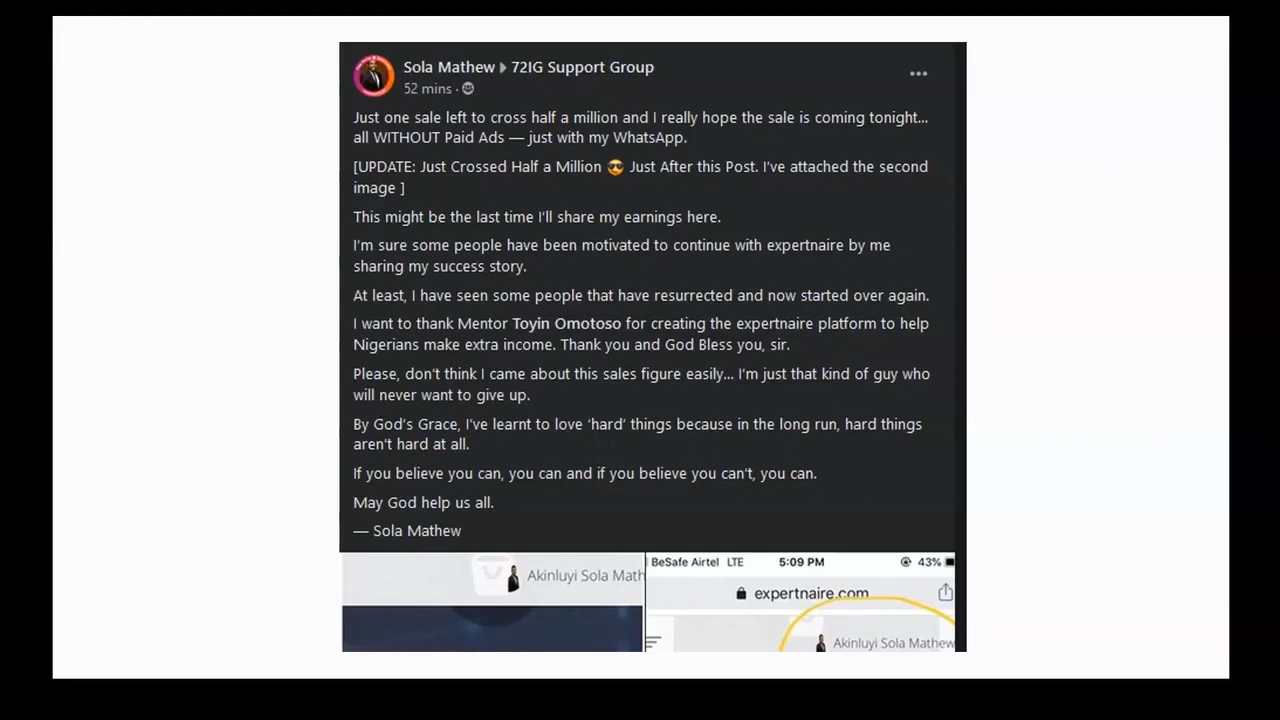 Sola Mathew ▸ 72IG Support Group
52 mins ·
Just one sale left to cross half a million and I really hope the sale is coming tonight...
all WITHOUT Paid Ads — just with my WhatsApp.
[UPDATE: Just Crossed Half a Million 😎 Just After this Post. I've attached the second
image ]
This might be the last time I'll share my earnings here.
I'm sure some people have been motivated to continue with expertnaire by me
sharing my success story.
At least, I have seen some people that have resurrected and now started over again.
I want to thank Mentor Toyin Omotoso for creating the expertnaire platform to help
Nigerians make extra income. Thank you and God Bless you, sir.
Please, don't think I came about this sales figure easily... I'm just that kind of guy who
will never want to give up.
By God's Grace, I've learnt to love 'hard' things because in the long run, hard things
aren't hard at all.
If you believe you can, you can and if you believe you can't, you can.
May God help us all.
— Sola Mathew
Akinluyi Sola Math
BeSafe Airtel LTE 5:09 PM 43%
expertnaire.com
Akinluyi Sola Mathew